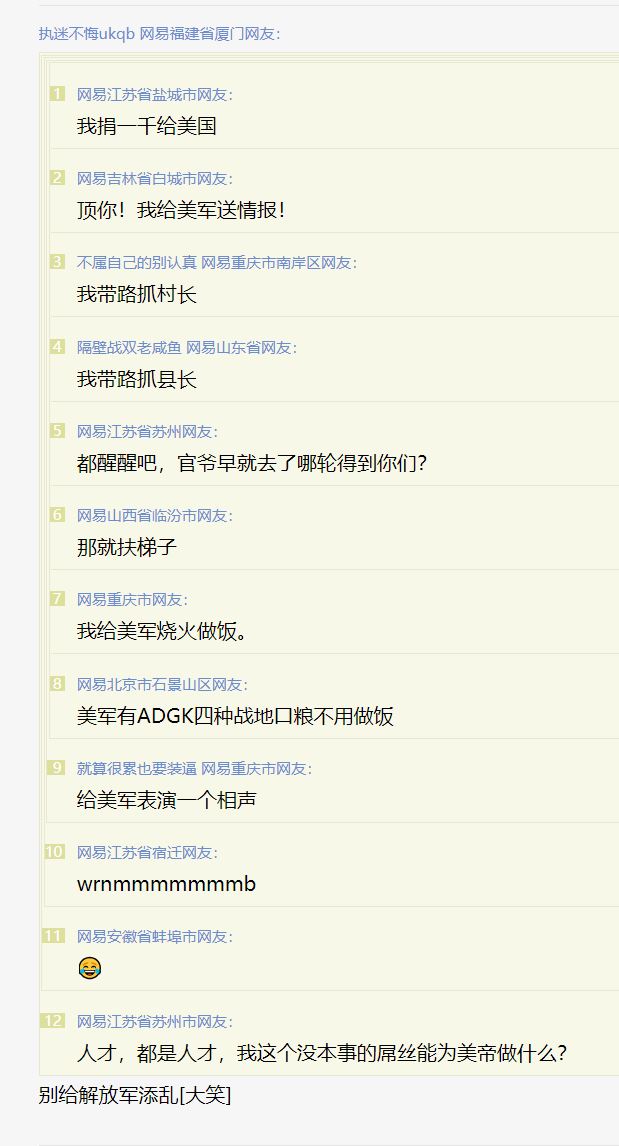 执迷不悔ukqb 网易福建省厦门网友：
1 网易江苏省盐城市网友：
我捐一千给美国
2 网易吉林省白城市网友：
顶你！我给美军送情报！
3 不属自己的别认真 网易重庆市南岸区网友：
我带路抓村长
4 隔壁战双老咸鱼 网易山东省网友：
我带路抓县长
5 网易江苏省苏州网友：
都醒醒吧，官爷早就去了哪轮得到你们？
6 网易山西省临汾市网友：
那就扶梯子
7 网易重庆市网友：
我给美军烧火做饭。
8 网易北京市石景山区网友：
美军有ADGK四种战地口粮不用做饭
9 就算很累也要装逼 网易重庆市网友：
给美军表演一个相声
10 网易江苏省宿迁网友：
wrnmmmmmmmb
11 网易安徽省蚌埠市网友：
😂
12 网易江苏省苏州市网友：
人才，都是人才，我这个没本事的屌丝能为美帝做什么？
别给解放军添乱[大笑]